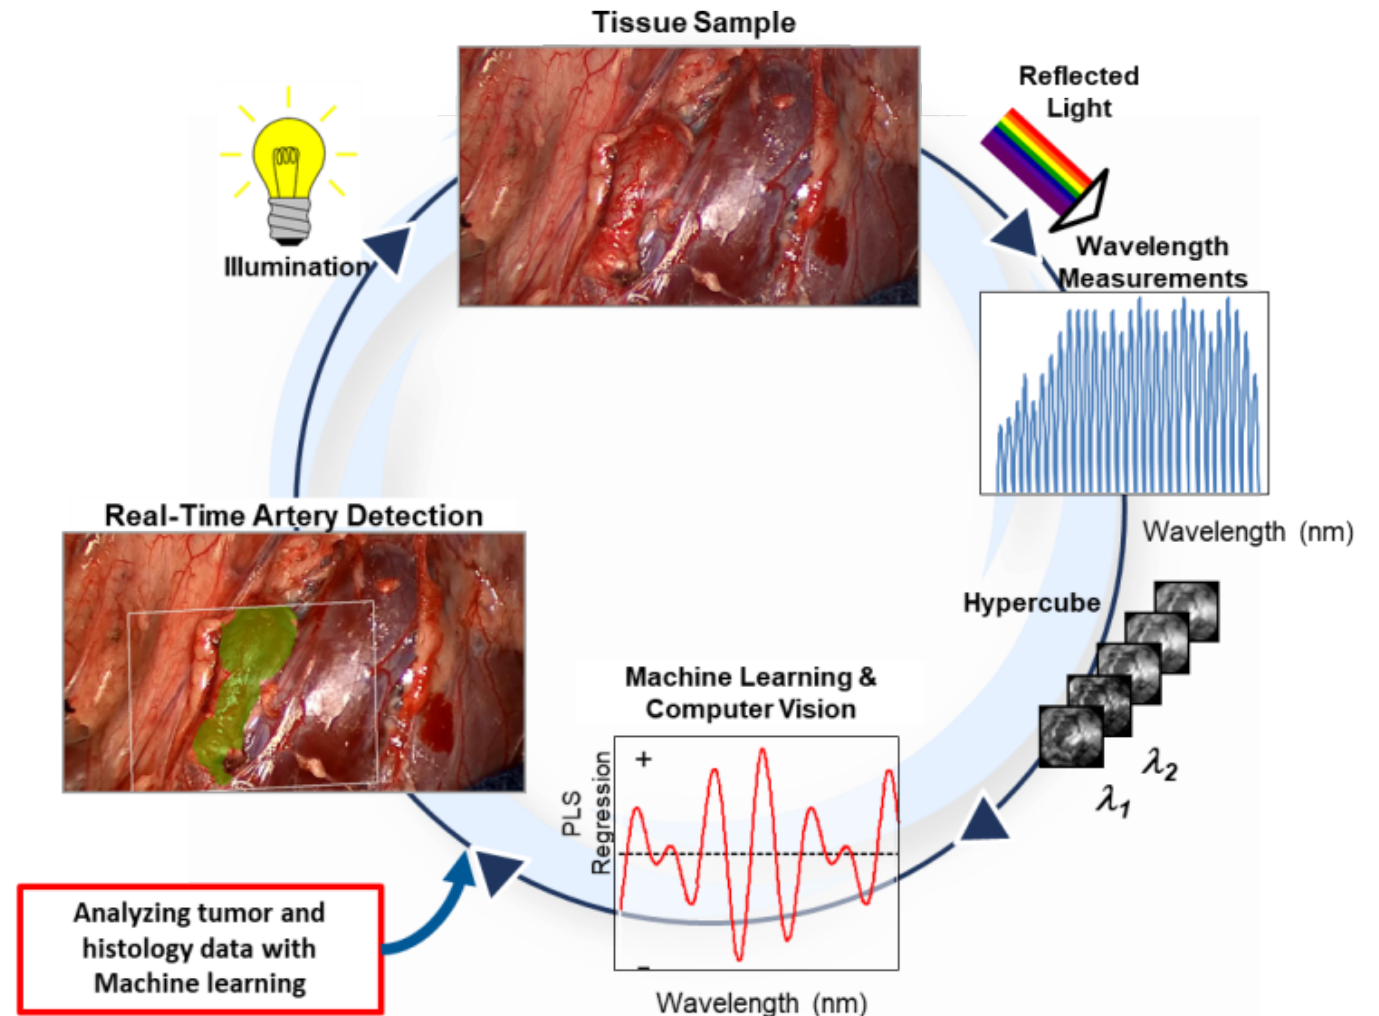 Tissue Sample
Reflected
Light
Illumination
Wavelength
Measurements
Wavelength (nm)
Hypercube
λ2
λ1
Machine Learning &
Computer Vision
+
PLS
Regression
-
Wavelength (nm)
Real-Time Artery Detection
Analyzing tumor and
histology data with
Machine learning